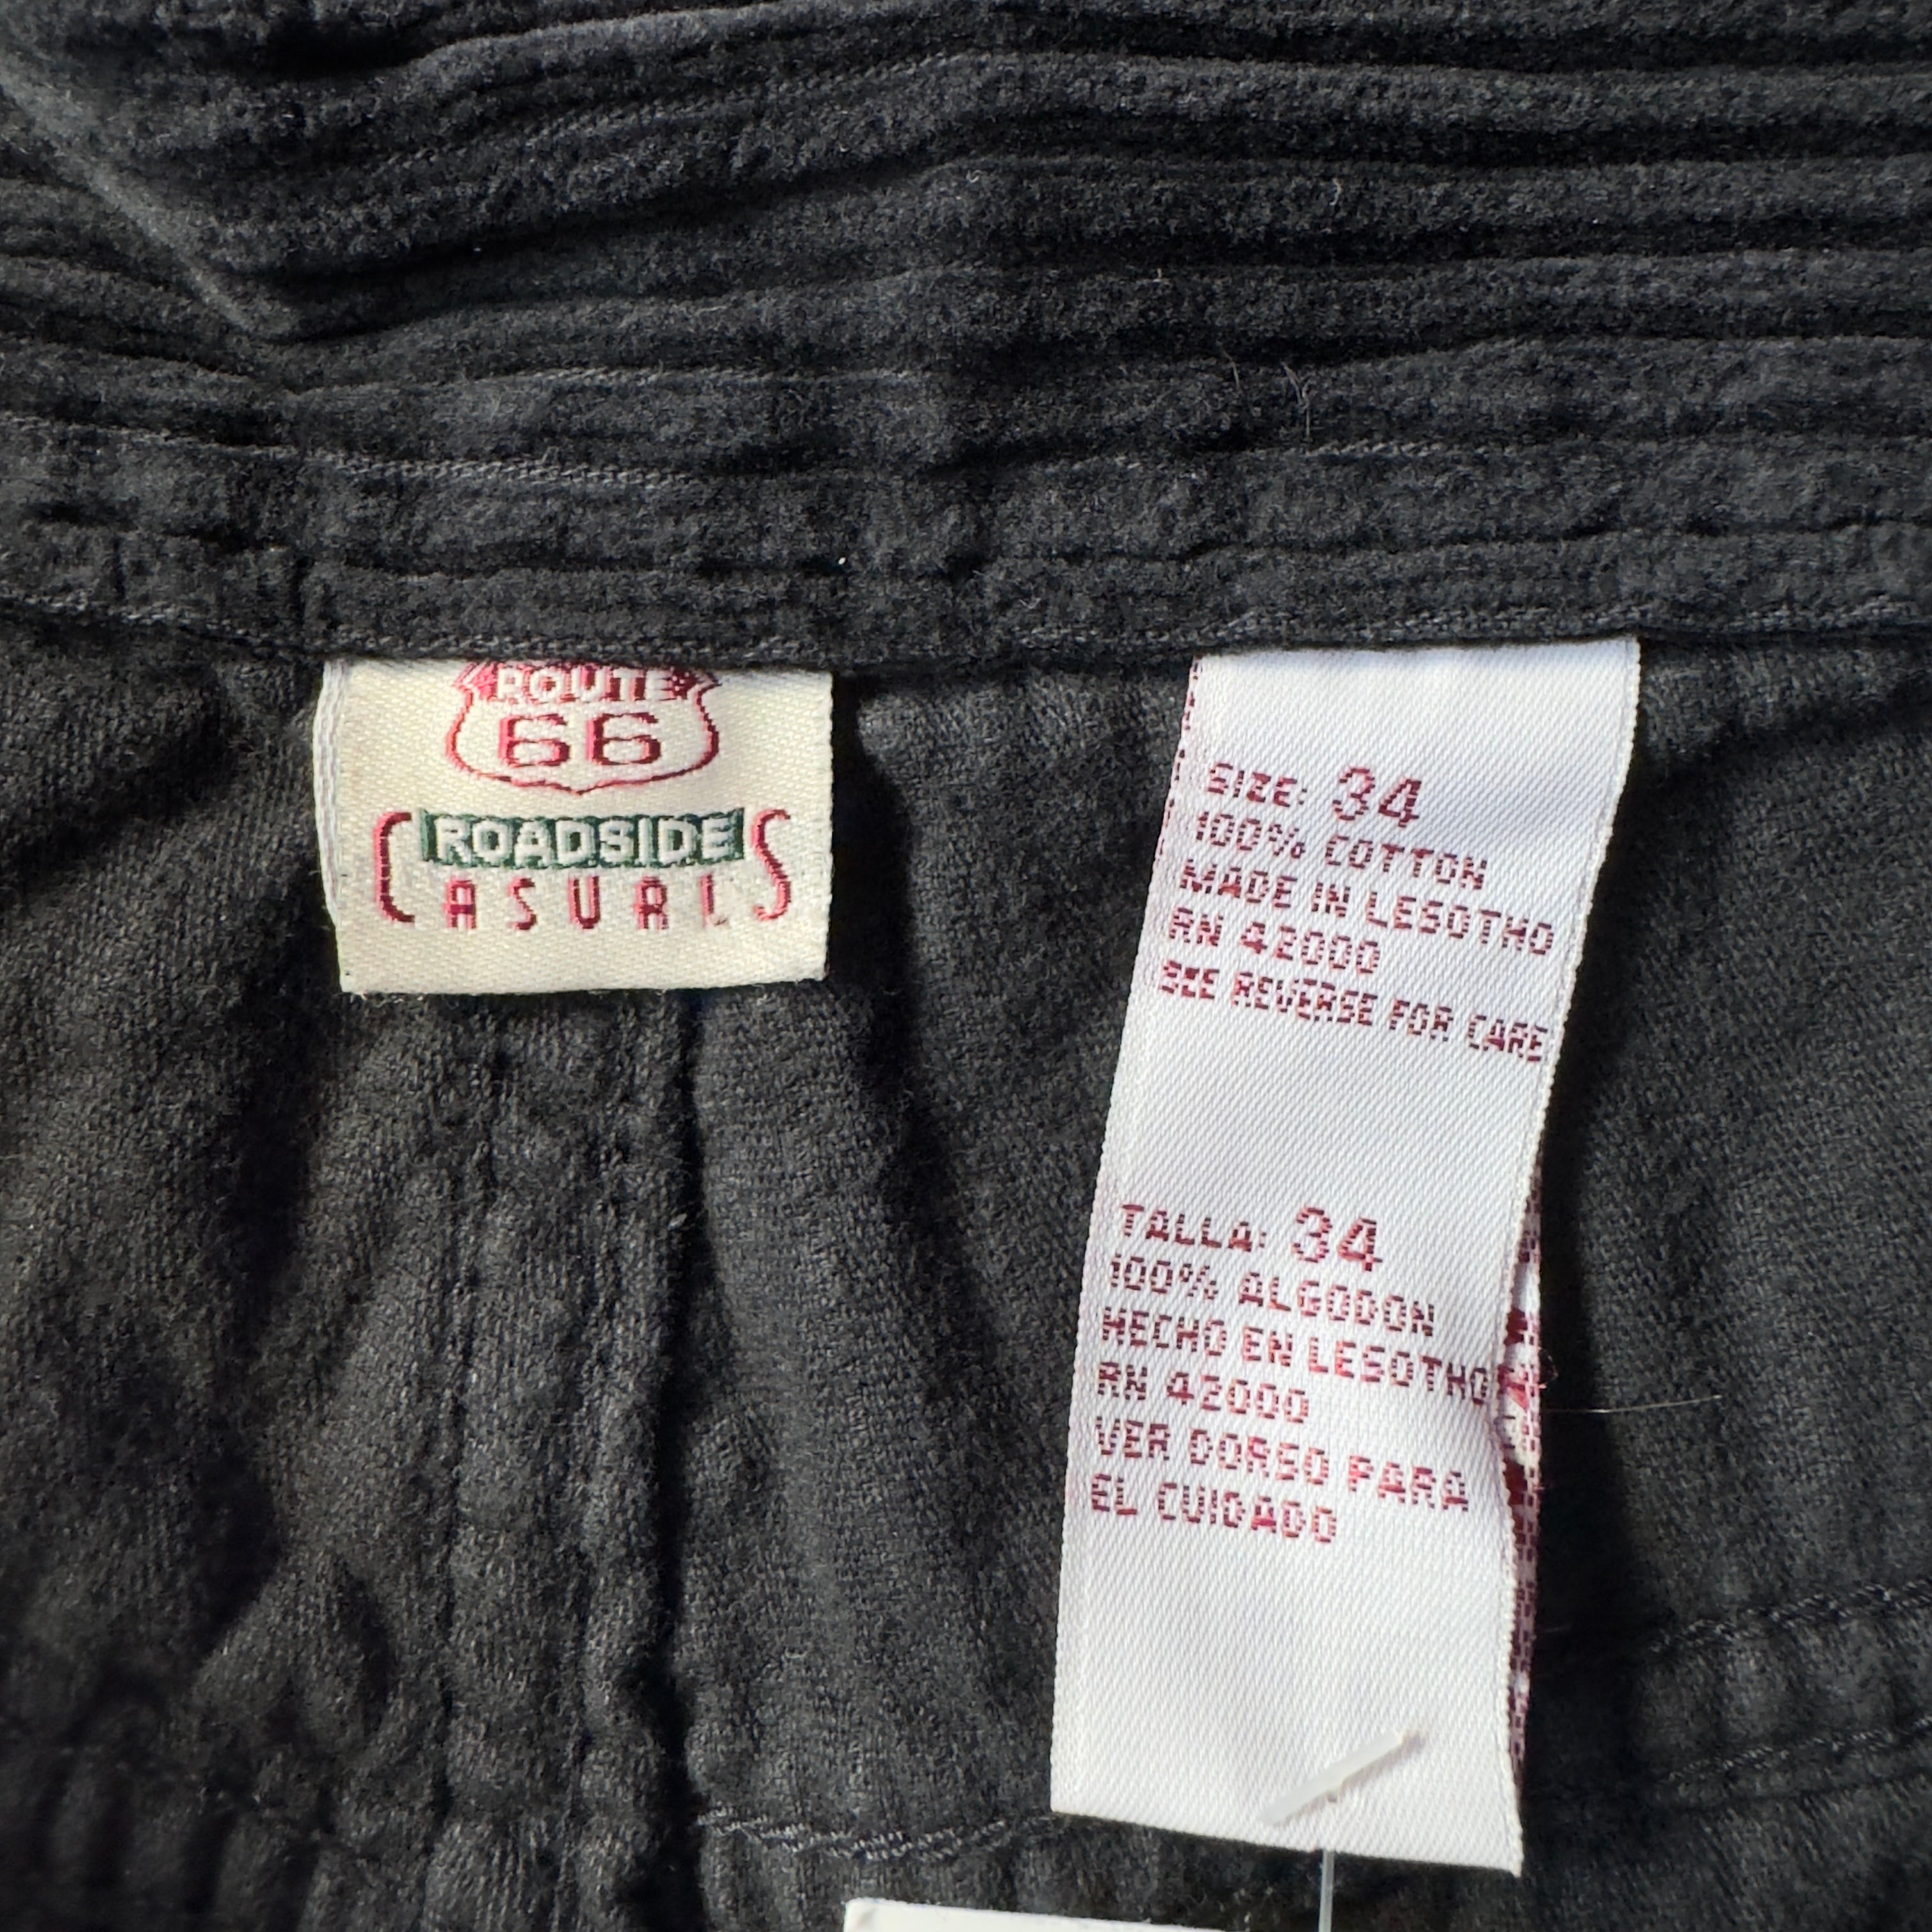 ROUTE
66
ROADSIDE
CASUALS
SIZE: 34
100% COTTON
MADE IN LESOTHO
RN 42000
SEE REVERSE FOR CARE
TALLA: 34
100% ALGODON
HECHO EN LESOTHO
RN 42000
VER DORSO PARA
EL CUIDADO